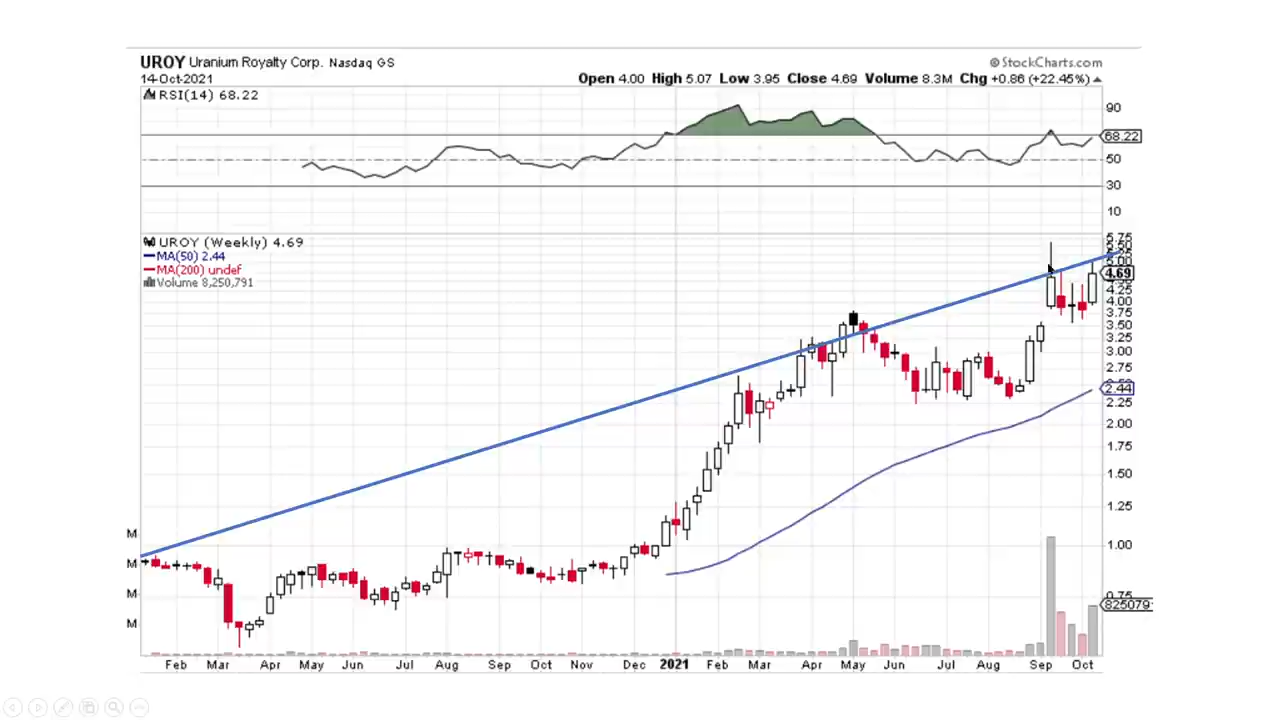 UROY Uranium Royalty Corp. Nasdaq GS
© StockCharts.com
14-Oct-2021
Open 4.00 High 5.07 Low 3.95 Close 4.69 Volume 8.3M Chg +0.86 (+22.45%)
RSI(14) 68.22
90
68.22
50
30
10
UROY (Weekly) 4.69
MA(50) 2.44
MA(200) undef
Volume 8,250,791
5.75
5.50
5.00
4.69
4.25
4.00
3.75
3.50
3.25
3.00
2.75
2.44
2.25
2.00
1.75
1.50
1.25
1.00
0.75
825079
M
M
M
M
Feb Mar Apr May Jun Jul Aug Sep Oct Nov Dec 2021 Feb Mar Apr May Jun Jul Aug Sep Oct